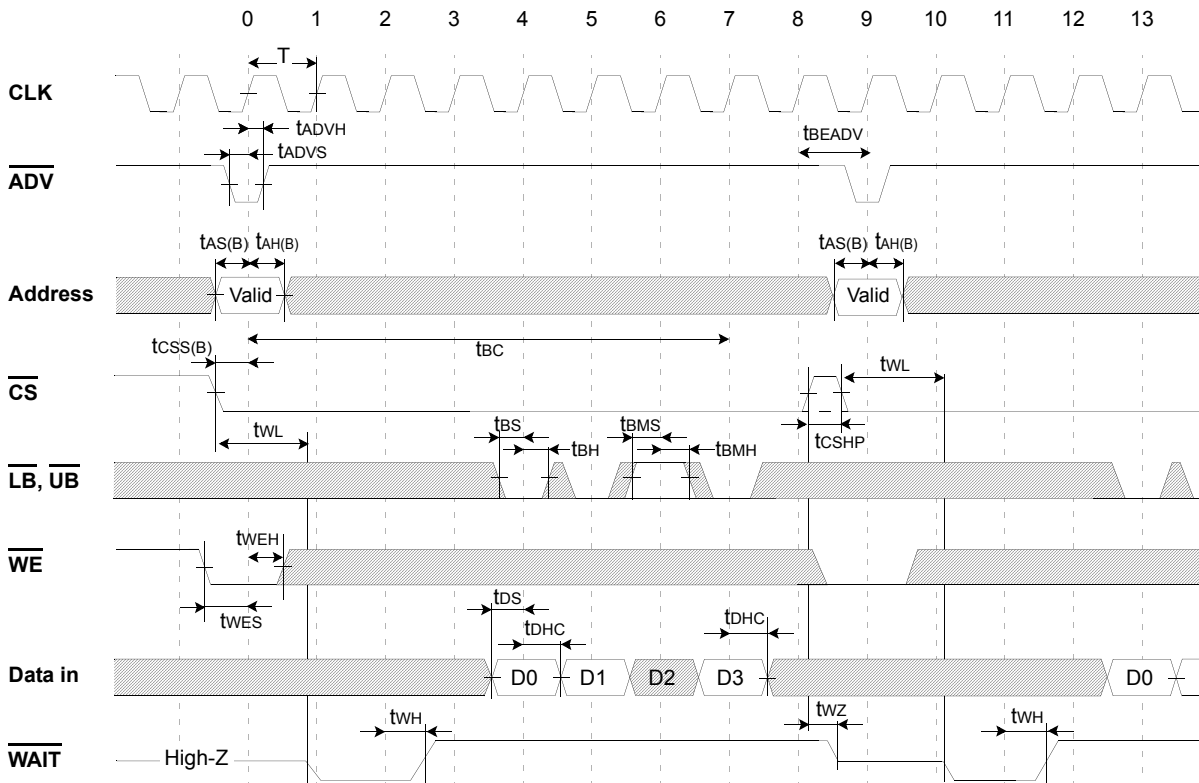 0 1 2 3 4 5 6 7 8 9 10 11 12 13
T
CLK
tADVH
tBEADV
tADVS
ADV
tAS(B) tAH(B) tAS(B) tAH(B)
Address Valid Valid
tCSS(B) tBC
CS tWL
tWL tBS tBMS tCSHP
tBH tBMH
LB, UB
tWEH
WE
tDS
tWES tDHC tDHC
Data in D0 D1 D2 D3 D0
tWH tWZ tWH
WAIT High-Z